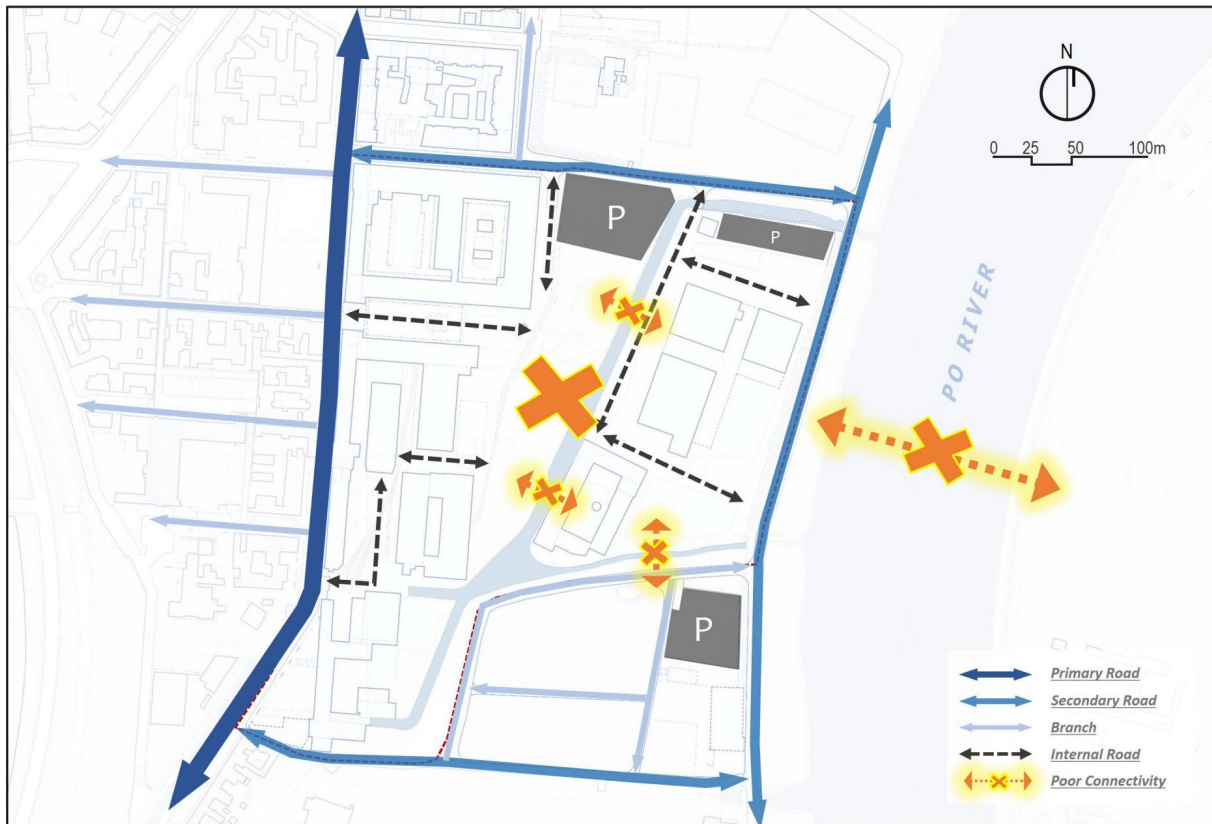 N
0 25 50 100m
P
P
PO RIVER
P
Primary Road
Secondary Road
Branch
Internal Road
Poor Connectivity